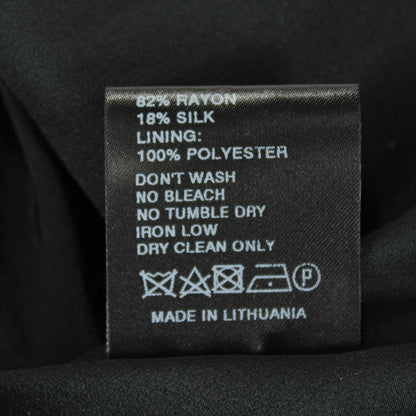 82% RAYON
18% SILK
LINING:
100% POLYESTER
DON'T WASH
NO BLEACH
NO TUMBLE DRY
IRON LOW
DRY CLEAN ONLY
P
MADE IN LITHUANIA